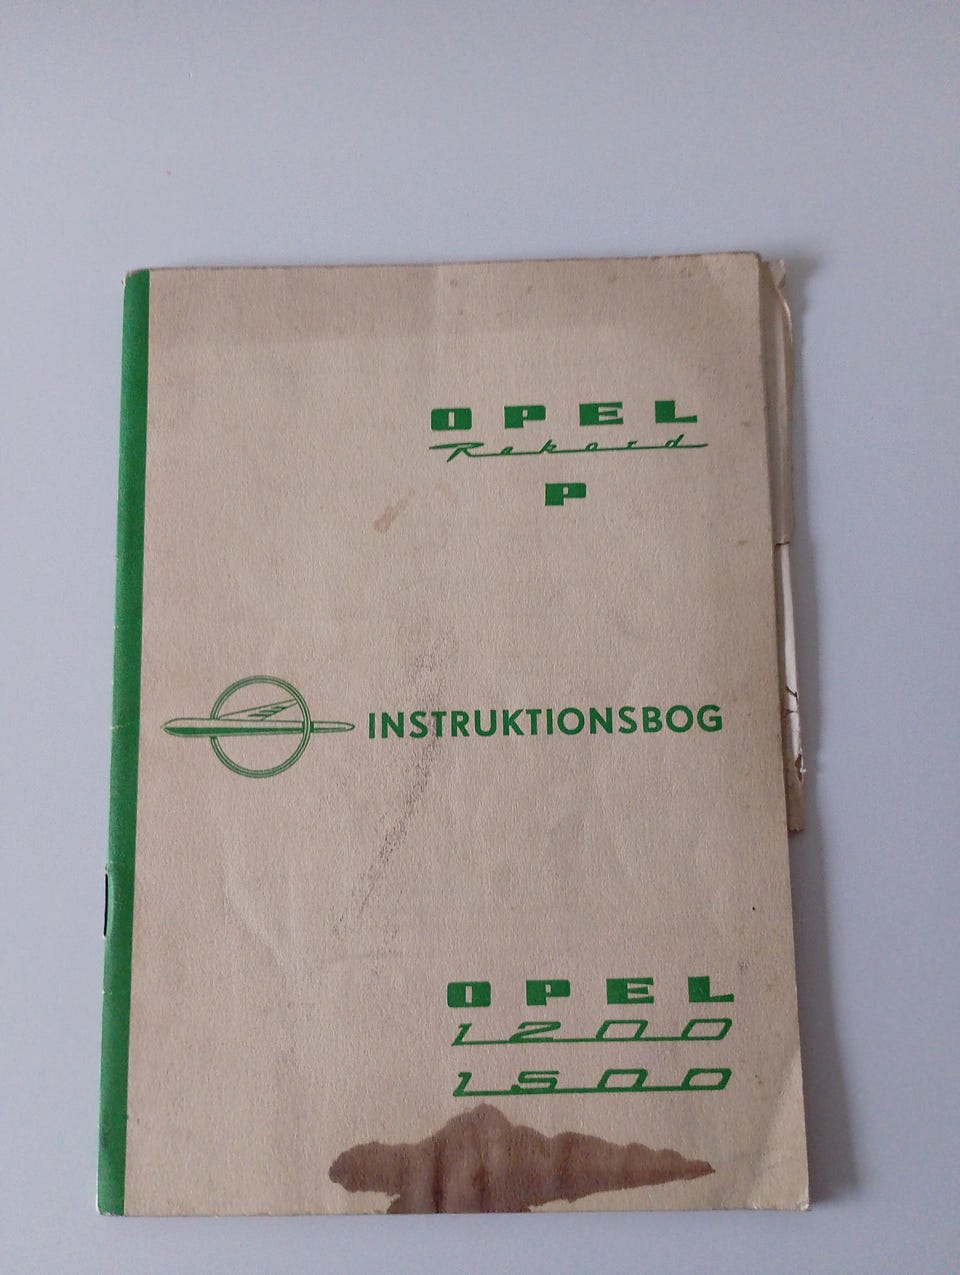 OPEL
Rekord
P
INSTRUKTIONSBOG
OPEL
1200
1500